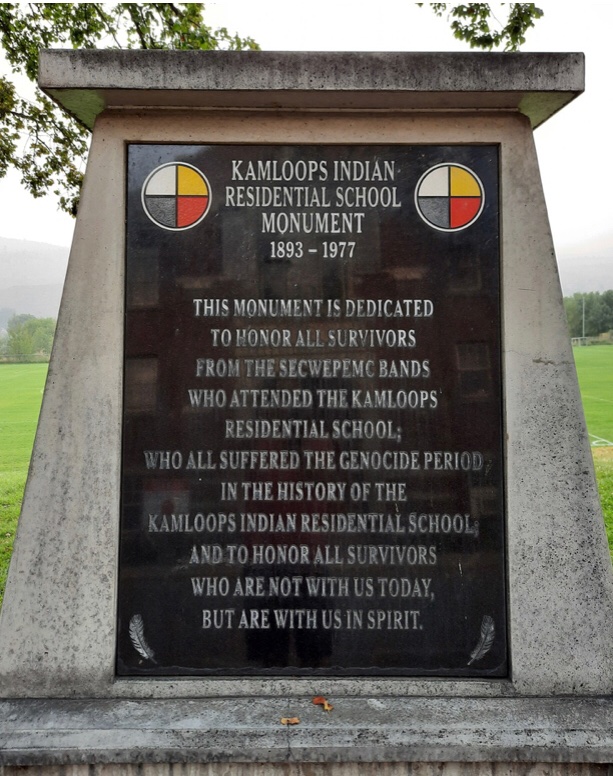 KAMLOOPS INDIAN
RESIDENTIAL SCHOOL
MONUMENT
1893 – 1977
THIS MONUMENT IS DEDICATED
TO HONOR ALL SURVIVORS
FROM THE SECWEPEMC BANDS
WHO ATTENDED THE KAMLOOPS
RESIDENTIAL SCHOOL;
WHO ALL SUFFERED THE GENOCIDE PERIOD
IN THE HISTORY OF THE
KAMLOOPS INDIAN RESIDENTIAL SCHOOL;
AND TO HONOR ALL SURVIVORS
WHO ARE NOT WITH US TODAY,
BUT ARE WITH US IN SPIRIT.